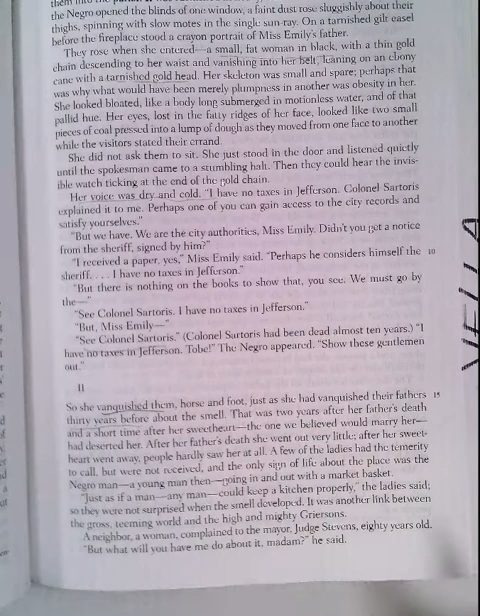 them into the
the Negro opened the blinds of one window, a faint dust rose sluggishly about their
thighs, spinning with slow motes in the single sun-ray. On a tarnished gilt easel
before the fireplace stood a crayon portrait of Miss Emily's father.
They rose when she entered—a small, fat woman in black, with a thin gold
chain descending to her waist and vanishing into her belt, leaning on an ebony
cane with a tarnished gold head. Her skeleton was small and spare; perhaps that
was why what would have been merely plumpness in another was obesity in her.
She looked bloated, like a body long submerged in motionless water, and of that
pallid hue. Her eyes, lost in the fatty ridges of her face, looked like two small
pieces of coal pressed into a lump of dough as they moved from one face to another
while the visitors stated their errand.
She did not ask them to sit. She just stood in the door and listened quietly
until the spokesman came to a stumbling halt. Then they could hear the invis-
ible watch ticking at the end of the gold chain.
Her voice was dry and cold. "I have no taxes in Jefferson. Colonel Sartoris
explained it to me. Perhaps one of you can gain access to the city records and
satisfy yourselves."
"But we have. We are the city authorities, Miss Emily. Didn't you get a notice
from the sheriff, signed by him?"
"I received a paper, yes," Miss Emily said. "Perhaps he considers himself the 10
sheriff. . . . I have no taxes in Jefferson."
"But there is nothing on the books to show that, you see. We must go by
the—"
"See Colonel Sartoris. I have no taxes in Jefferson."
"But, Miss Emily—"
"See Colonel Sartoris." (Colonel Sartoris had been dead almost ten years.) "I
have no taxes in Jefferson. Tobe!" The Negro appeared. "Show these gentlemen
out."
II
So she vanquished them, horse and foot, just as she had vanquished their fathers 15
thirty years before about the smell. That was two years after her father's death
and a short time after her sweetheart—the one we believed would marry her—
had deserted her. After her father's death she went out very little; after her sweet-
heart went away, people hardly saw her at all. A few of the ladies had the temerity
to call, but were not received, and the only sign of life about the place was the
Negro man—a young man then—going in and out with a market basket.
"Just as if a man—any man—could keep a kitchen properly," the ladies said;
so they were not surprised when the smell developed. It was another link between
the gross, teeming world and the high and mighty Griersons.
A neighbor, a woman, complained to the mayor, Judge Stevens, eighty years old.
"But what will you have me do about it, madam?" he said.